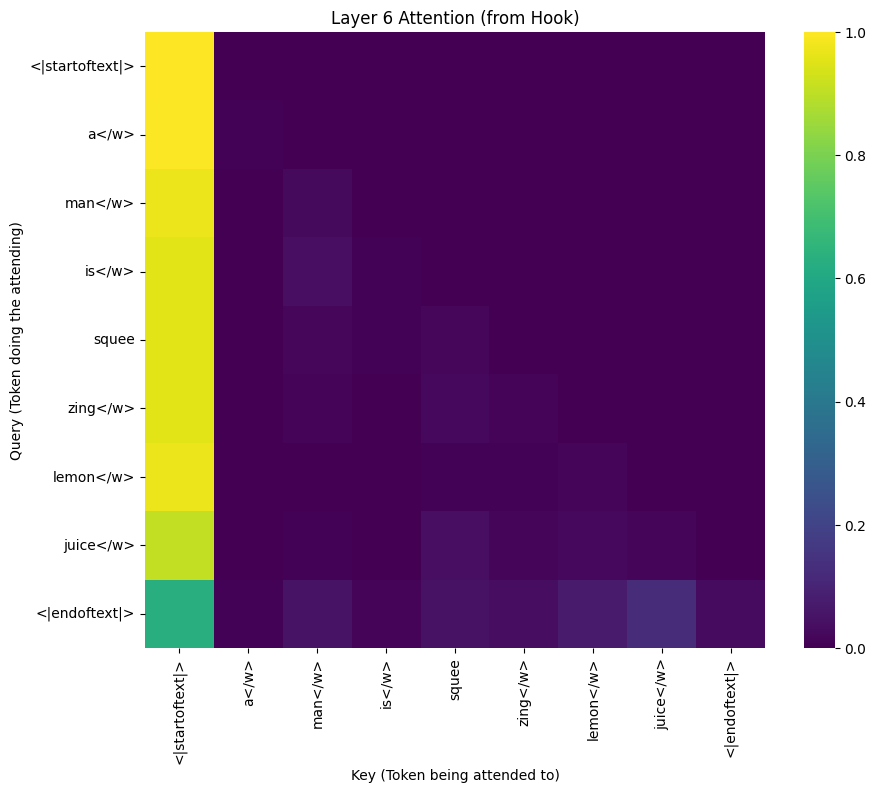 Layer 6 Attention (from Hook)
<|startoftext|>
a</w>
man</w>
is</w>
squee
zing</w>
lemon</w>
juice</w>
<|endoftext|>
Query (Token doing the attending)
<|startoftext|>
a</w>
man</w>
is</w>
squee
zing</w>
lemon</w>
juice</w>
<|endoftext|>
Key (Token being attended to)
1.0
0.8
0.6
0.4
0.2
0.0